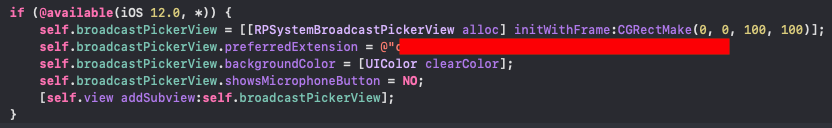 if (@available(iOS 12.0, *)) {
self.broadcastPickerView = [[RPSystemBroadcastPickerView alloc] initWithFrame:CGRectMake(0, 0, 100, 100)];
self.broadcastPickerView.preferredExtension = @"
self.broadcastPickerView.backgroundColor = [UIColor clearColor];
self.broadcastPickerView.showsMicrophoneButton = NO;
[self.view addSubview:self.broadcastPickerView];
}